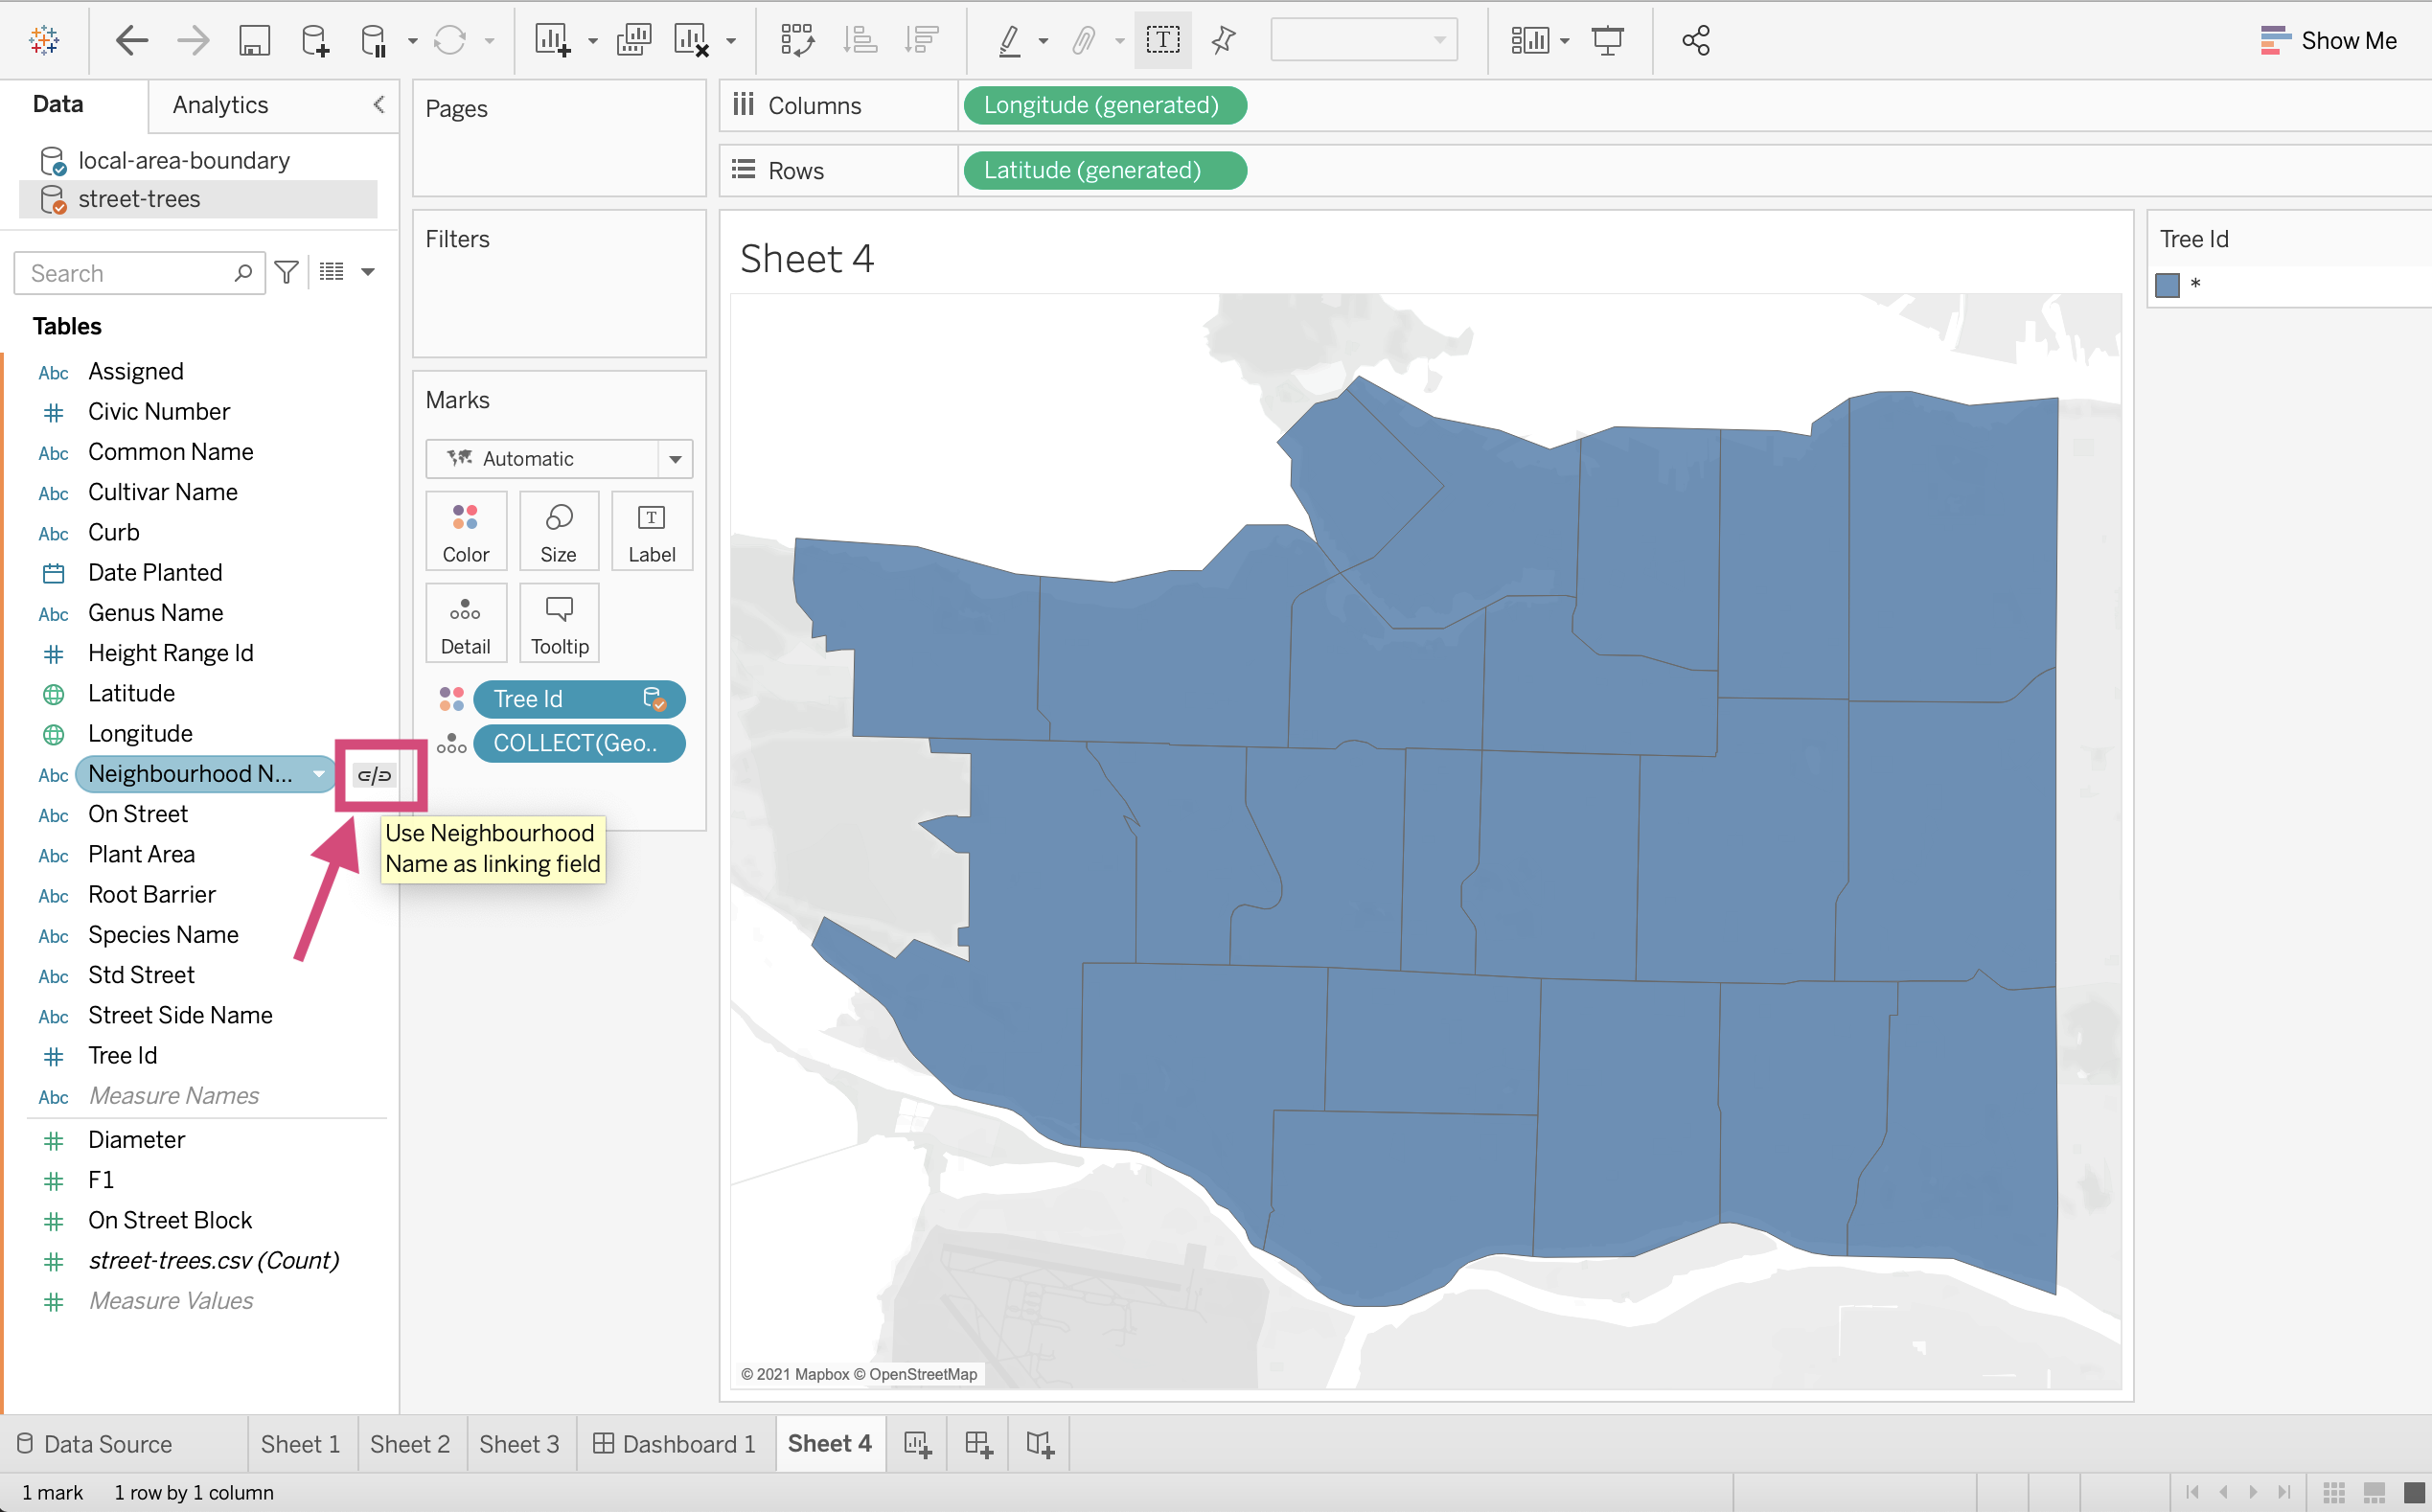 Show Me
Data
Analytics
Pages
Columns
Longitude (generated)
local-area-boundary
street-trees
Rows
Latitude (generated)
Filters
Sheet 4
Tree Id
*
Search
Tables
Abc Assigned
Civic Number
Abc Common Name
Abc Cultivar Name
Abc Curb
Date Planted
Abc Genus Name
Height Range Id
Latitude
Longitude
Abc Neighbourhood N...
Abc On Street
Abc Plant Area
Abc Root Barrier
Abc Species Name
Abc Std Street
Abc Street Side Name
Tree Id
Abc Measure Names
Diameter
F1
On Street Block
street-trees.csv (Count)
Measure Values
Marks
Automatic
Color
Size
T
Label
Detail
Tooltip
Tree Id
COLLECT(Geo..
Use Neighbourhood
Name as linking field
© 2021 Mapbox © OpenStreetMap
Data Source
Sheet 1
Sheet 2
Sheet 3
Dashboard 1
Sheet 4
1 mark
1 row by 1 column